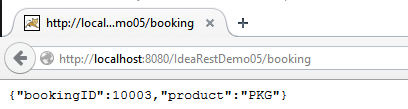 http://local...mo05/booking
http://localhost:8080/IdeaRestDemo05/booking
{"bookingID":10003,"product":"PKG"}